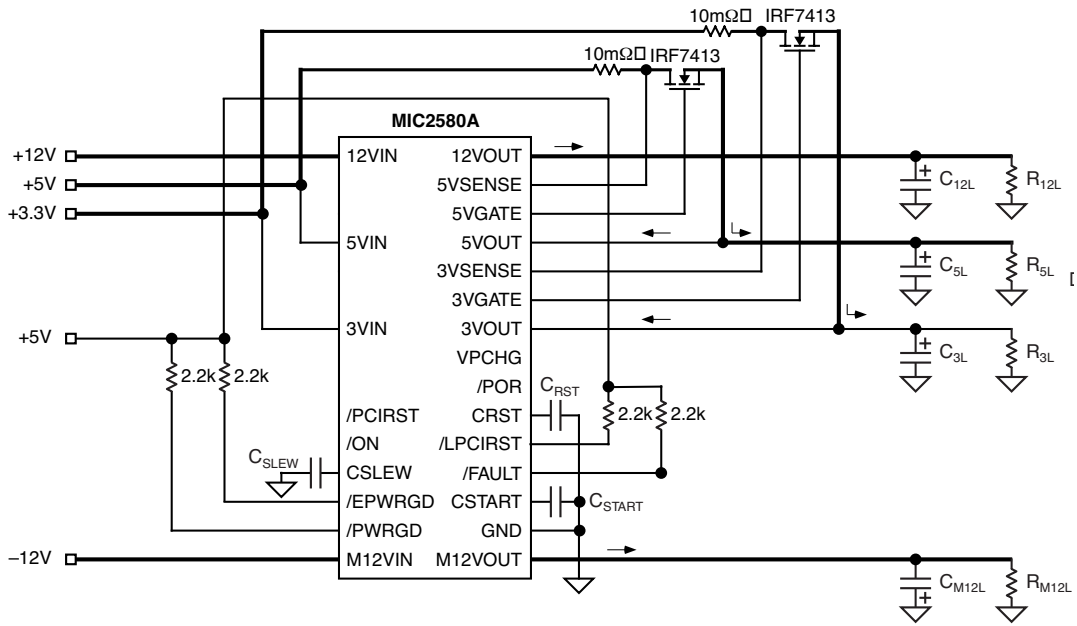 10mΩ□ IRF7413
10mΩ□ IRF7413
MIC2580A
+12V
+5V
+3.3V
+5V
–12V
12VIN
5VIN
3VIN
/PCIRST
/ON
CSLEW
/EPWRGD
/PWRGD
M12VIN
12VOUT
5VSENSE
5VGATE
5VOUT
3VSENSE
3VGATE
3VOUT
VPCHG
/POR
CRST
/LPCIRST
/FAULT
CSTART
GND
M12VOUT
2.2k 2.2k
CSLEW
CRST
2.2k 2.2k
CSTART
+ C12L R12L
+ C5L R5L
□
+ C3L R3L
CM12L RM12L
+